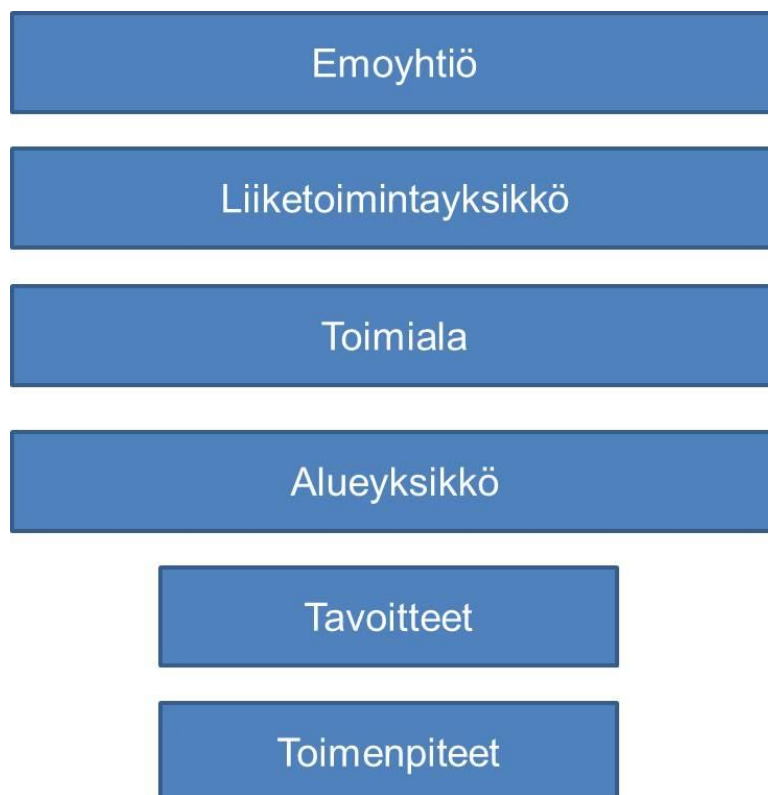 Emoyhtiö
Liiketoimintayksikkö
Toimiala
Alueyksikkö
Tavoitteet
Toimenpiteet